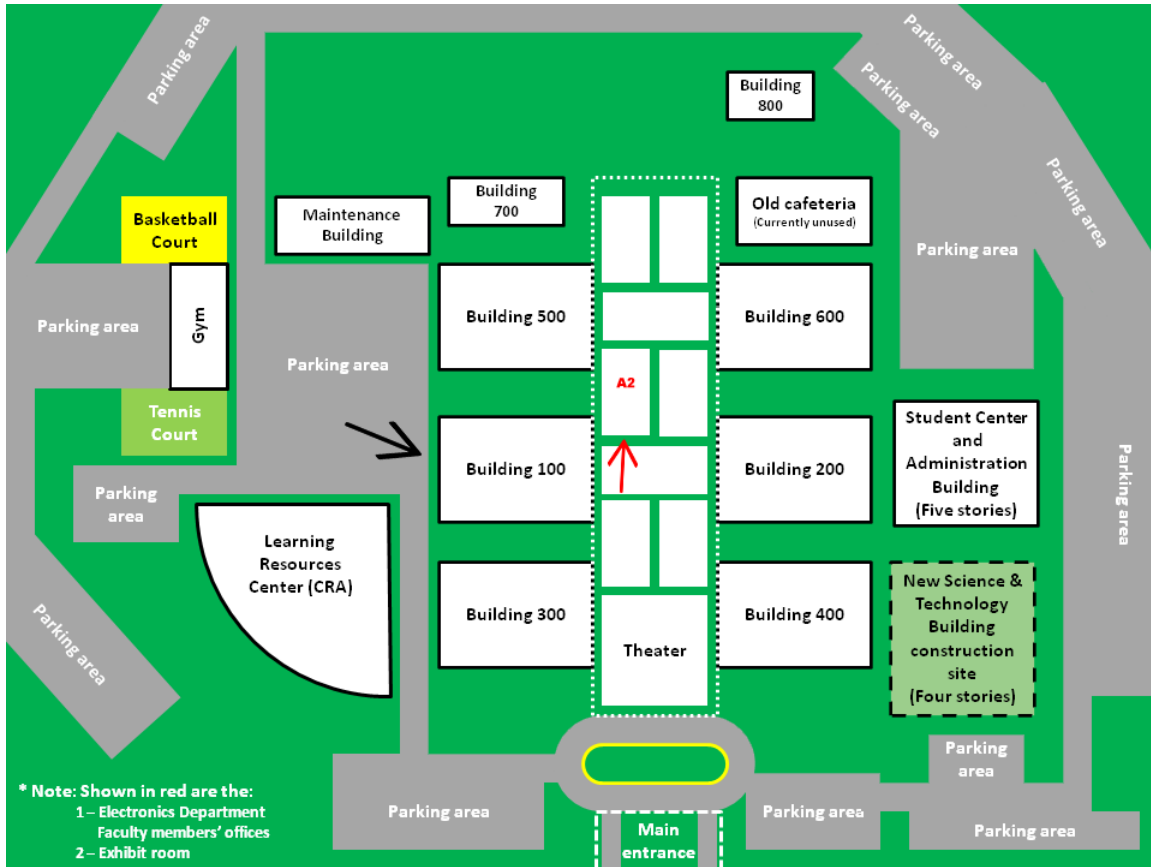 Parking area
Parking area
Parking area
Building
800
Parking area
Basketball
Court
Maintenance
Building
Building
700
Old cafeteria
(Currently unused)
Parking area
Parking area
Gym
Parking area
Building 500
Building 600
A2
Tennis
Court
Student Center
and
Administration
Building
(Five stories)
Building 100
Building 200
Parking area
Parking
area
Learning
Resources
Center (CRA)
New Science &
Technology
Building
construction
site
(Four stories)
Building 300
Building 400
Parking area
Theater
Parking
area
* Note: Shown in red are the:
1 – Electronics Department
Faculty members' offices
2 – Exhibit room
Parking area
Main
entrance
Parking area
Parking area